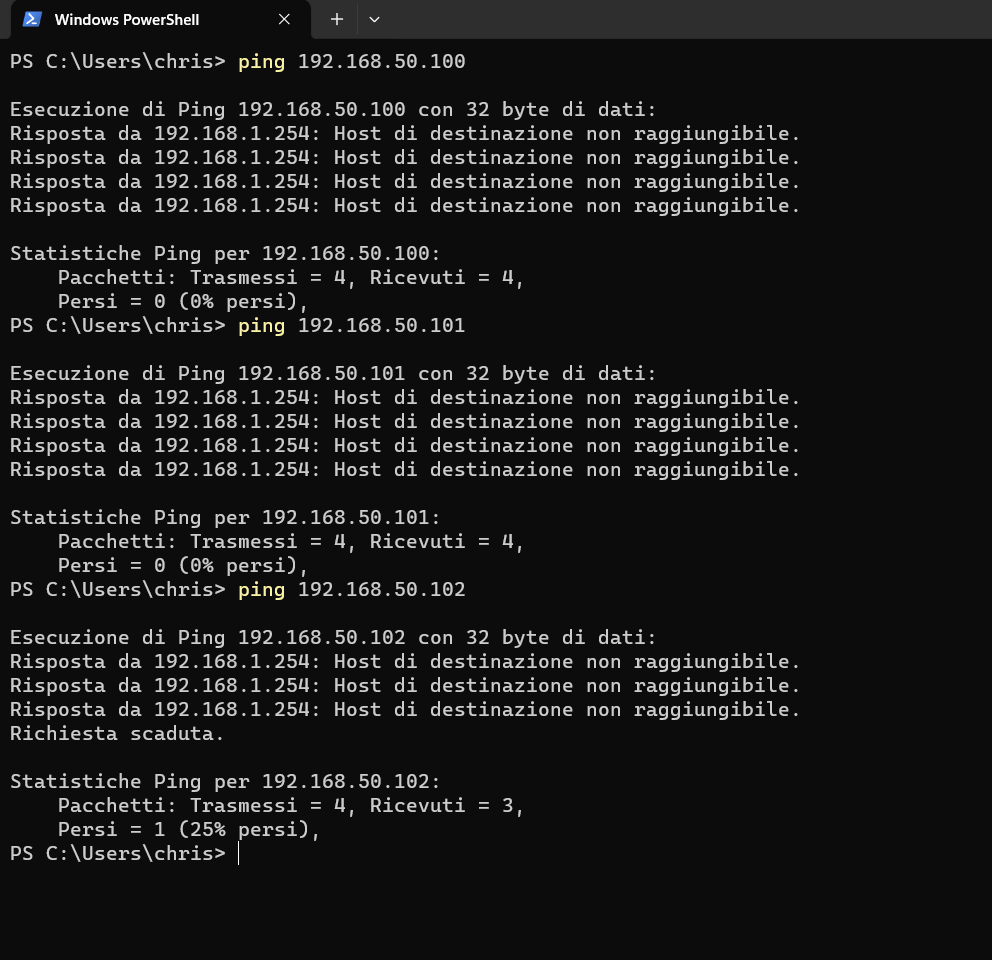 Windows PowerShell
PS C:\Users\chris> ping 192.168.50.100
Esecuzione di Ping 192.168.50.100 con 32 byte di dati:
Risposta da 192.168.1.254: Host di destinazione non raggiungibile.
Risposta da 192.168.1.254: Host di destinazione non raggiungibile.
Risposta da 192.168.1.254: Host di destinazione non raggiungibile.
Risposta da 192.168.1.254: Host di destinazione non raggiungibile.
Statistiche Ping per 192.168.50.100:
    Pacchetti: Trasmessi = 4, Ricevuti = 4,
    Persi = 0 (0% persi),
PS C:\Users\chris> ping 192.168.50.101
Esecuzione di Ping 192.168.50.101 con 32 byte di dati:
Risposta da 192.168.1.254: Host di destinazione non raggiungibile.
Risposta da 192.168.1.254: Host di destinazione non raggiungibile.
Risposta da 192.168.1.254: Host di destinazione non raggiungibile.
Risposta da 192.168.1.254: Host di destinazione non raggiungibile.
Statistiche Ping per 192.168.50.101:
    Pacchetti: Trasmessi = 4, Ricevuti = 4,
    Persi = 0 (0% persi),
PS C:\Users\chris> ping 192.168.50.102
Esecuzione di Ping 192.168.50.102 con 32 byte di dati:
Risposta da 192.168.1.254: Host di destinazione non raggiungibile.
Risposta da 192.168.1.254: Host di destinazione non raggiungibile.
Risposta da 192.168.1.254: Host di destinazione non raggiungibile.
Richiesta scaduta.
Statistiche Ping per 192.168.50.102:
    Pacchetti: Trasmessi = 4, Ricevuti = 3,
    Persi = 1 (25% persi),
PS C:\Users\chris>